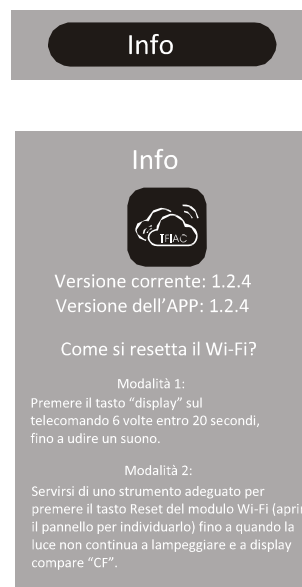 Info
Info
TFIAC
Versione corrente: 1.2.4
Versione dell’APP: 1.2.4
Come si resetta il Wi-Fi?
Modalità 1:
Premere il tasto “display” sul
telecomando 6 volte entro 20 secondi,
fino a udire un suono.
Modalità 2:
Servirsi di uno strumento adeguato per
premere il tasto Reset del modulo Wi-Fi (aprir
il pannello per individuarlo) fino a quando la
luce non continua a lampeggiare e a display
compare “CF”.